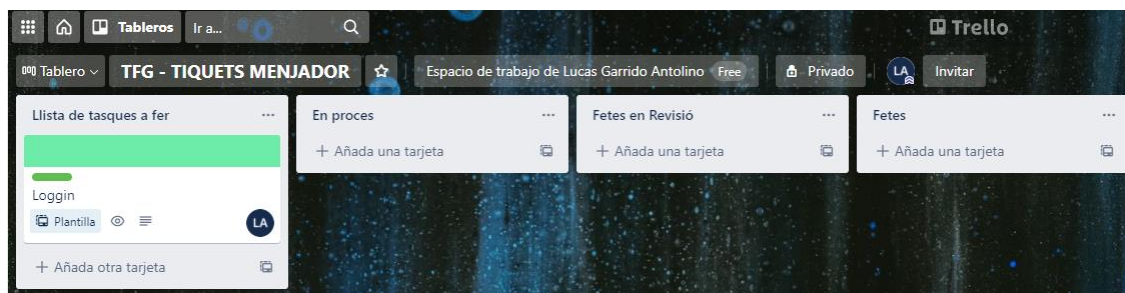 Tableros Ir a... Trello
Tablero TFG - TIQUETS MENJADOR Espacio de trabajo de Lucas Garrido Antolino Free Privado LA Invitar
Llista de tasques a fer ... En proces ... Fetes en Revisió ... Fetes ...
+ Añada una tarjeta + Añada una tarjeta + Añada una tarjeta
Loggin
Plantilla LA
+ Añada otra tarjeta